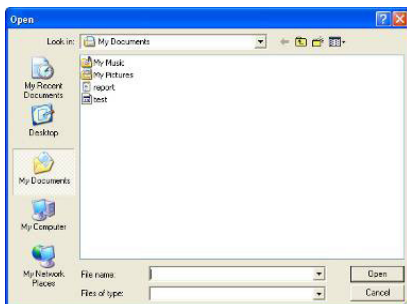 Open
Look in: My Documents
My Music
My Pictures
report
test
My Recent
Documents
Desktop
My Documents
My Computer
My Network
Places
File name:
Open
Files of type:
Cancel